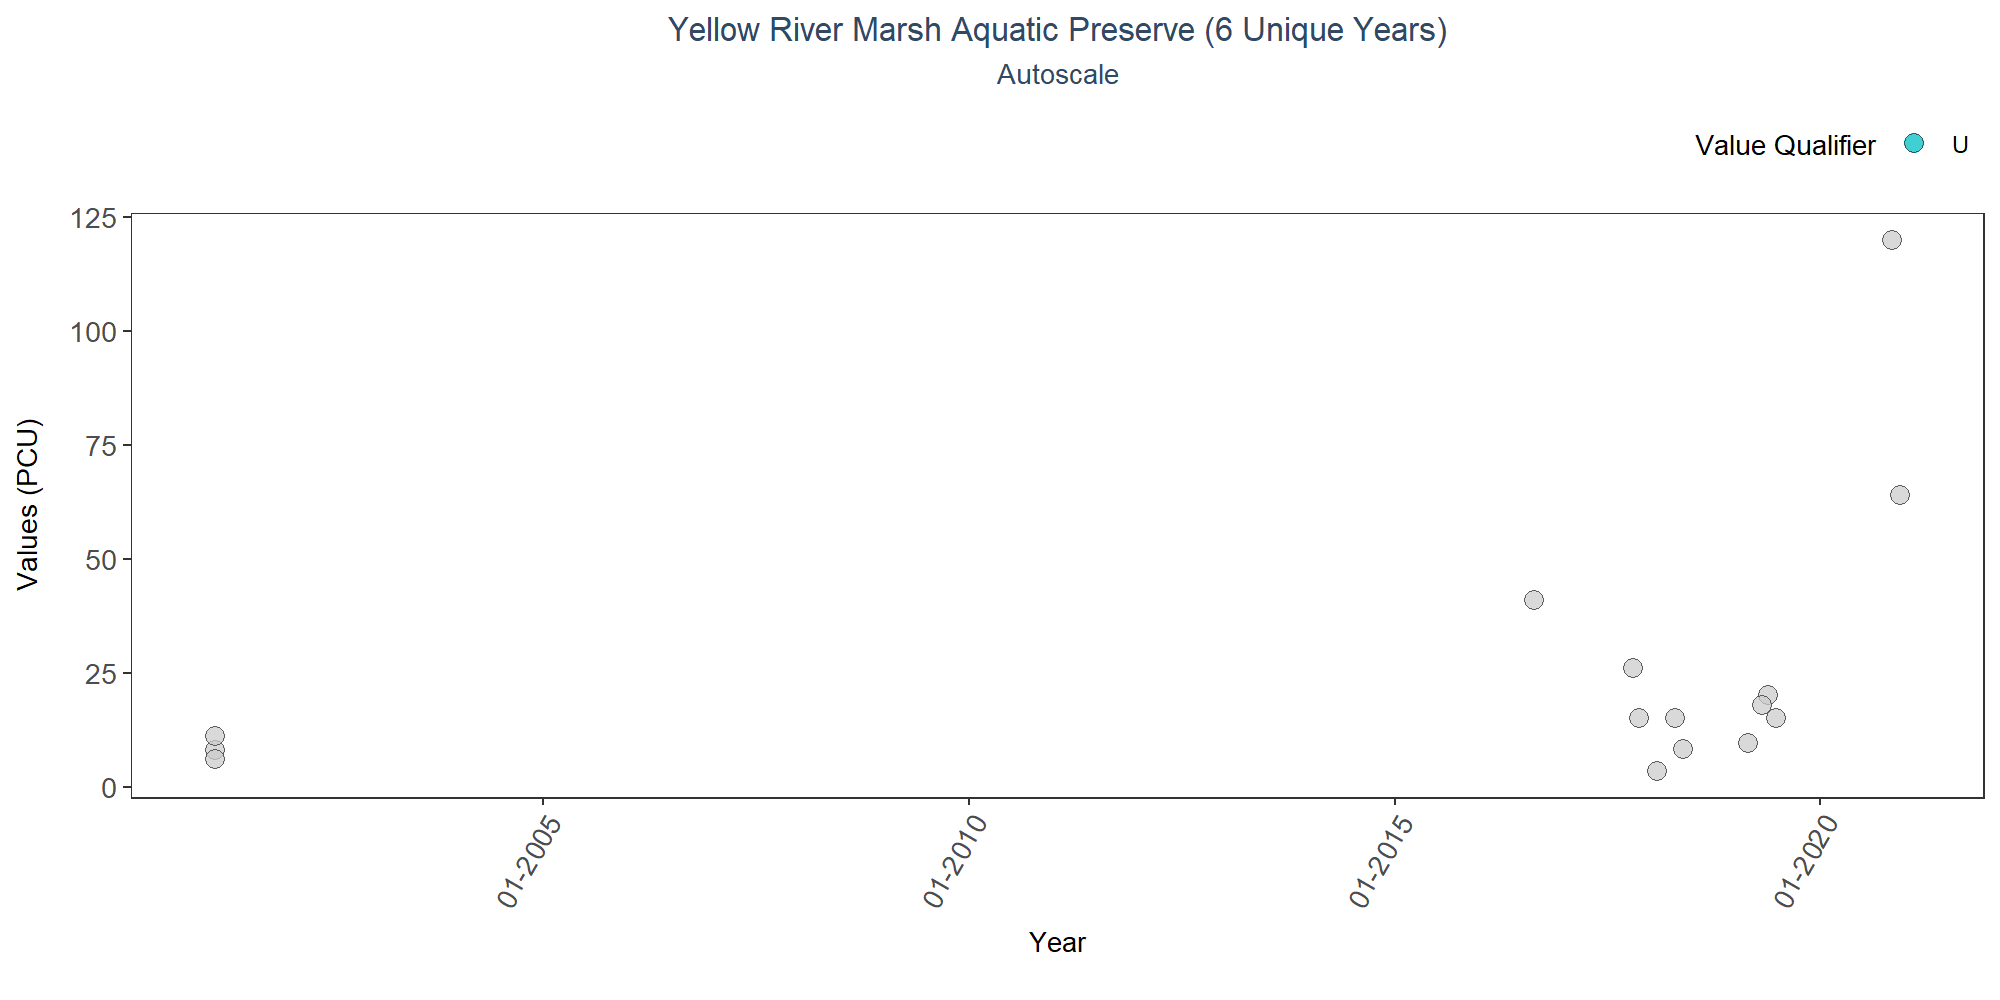 Yellow River Marsh Aquatic Preserve (6 Unique Years)
Autoscale
Value Qualifier U
125
100
75
50
25
0
Values (PCU)
01-2005
01-2010
01-2015
01-2020
Year